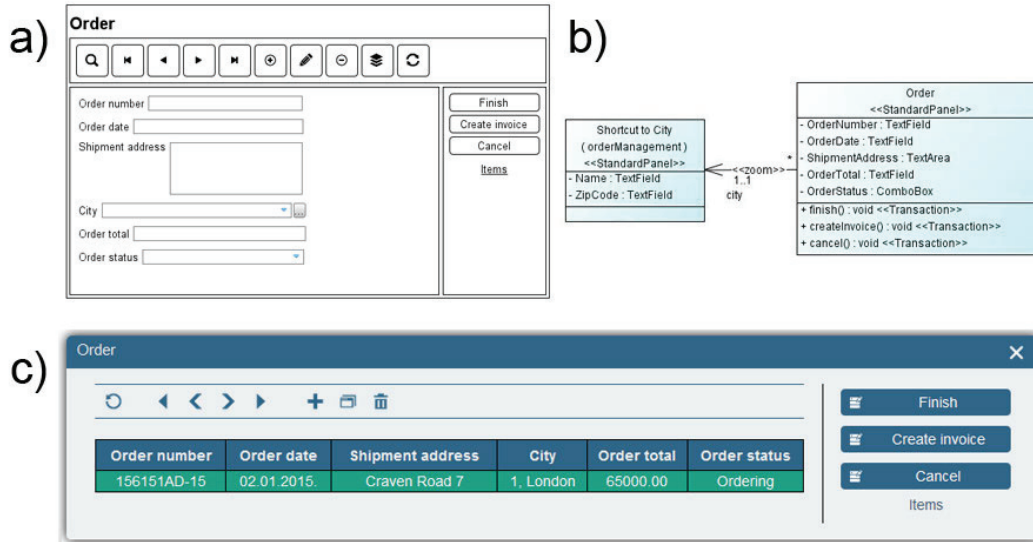 a)
Order
Order number
Order date
Shipment address
City
...
Order total
Order status
Finish
Create invoice
Cancel
Items
b)
Shortcut to City
( orderManagement )
<<StandardPanel>>
- Name : TextField
- ZipCode : TextField
<<zoom>>
*
1..1
city
Order
<<StandardPanel>>
- OrderNumber : TextField
- OrderDate : TextField
- ShipmentAddress : TextArea
- OrderTotal : TextField
- OrderStatus : ComboBox
+ finish() : void <<Transaction>>
+ createInvoice() : void <<Transaction>>
+ cancel() : void <<Transaction>>
c)
Order
Order number Order date Shipment address City Order total Order status
156151AD-15 02.01.2015. Craven Road 7 1, London 65000.00 Ordering
Finish
Create invoice
Cancel
Items